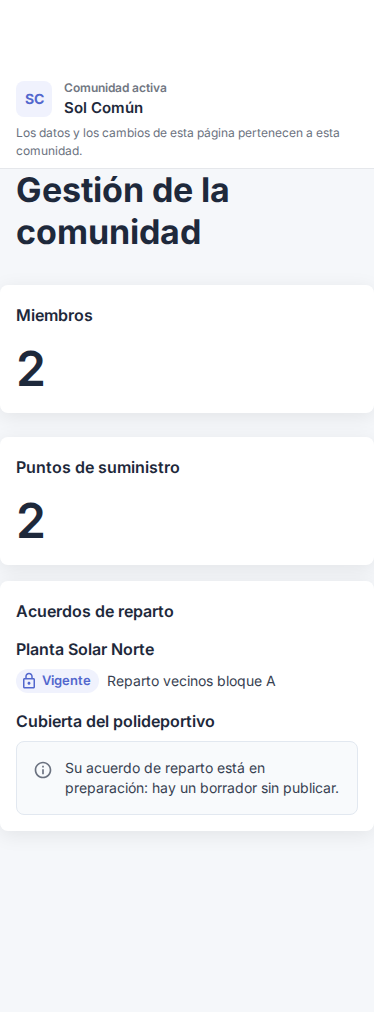 SC
Comunidad activa
Sol Común
Los datos y los cambios de esta página pertenecen a esta
comunidad.
Gestión de la
comunidad
Miembros
2
Puntos de suministro
2
Acuerdos de reparto
Planta Solar Norte
Vigente Reparto vecinos bloque A
Cubierta del polideportivo
Su acuerdo de reparto está en
preparación: hay un borrador sin publicar.